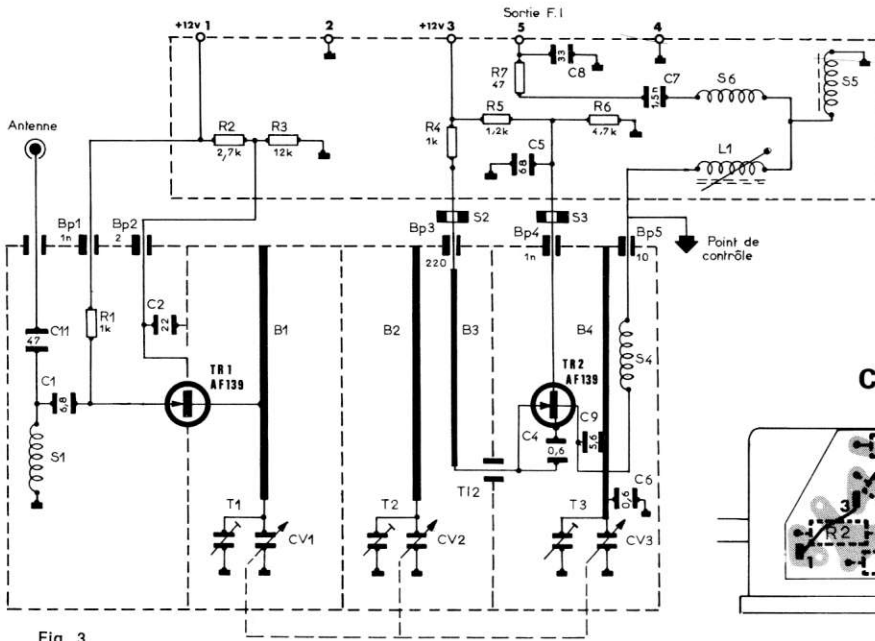 Sortie F.I
+12v 1
2
+12v 3
5
4
33
C8
R7
47
C7
1,5n
S6
S5
Antenne
R2
2,7k
R3
12k
R4
1k
R5
1,2k
R6
4,7k
C5
68
L1
S2
S3
Bp1
1n
Bp2
2
Bp3
220
Bp4
1n
Bp5
10
Point de
contrôle
C11
47
R1
1k
C2
22
B1
B2
B3
B4
S4
C1
6,8
TR1
AF139
TR2
AF139
C9
5,6
C4
0,6
S1
T12
C6
0,6
T1
CV1
T2
CV2
T3
CV3
C
3
R2
1
Fig. 3